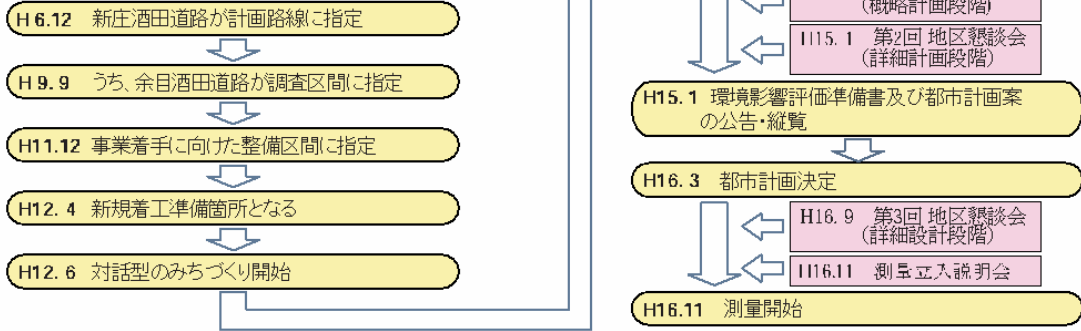 H 6.12 新庄酒田道路が計画路線に指定
H 9. 9 うち、余目酒田道路が調査区間に指定
H11.12 事業着手に向けた整備区間に指定
H12. 4 新規着工準備箇所となる
H12. 6 対話型のみちづくり開始
(概略計画段階)
H15. 1 第2回 地区懇談会
(詳細計画段階)
H15. 1 環境影響評価準備書及び都市計画案
の公告・縦覧
H16. 3 都市計画決定
H16. 9 第3回 地区懇談会
(詳細設計段階)
H16.11 測量立入説明会
H16.11 測量開始